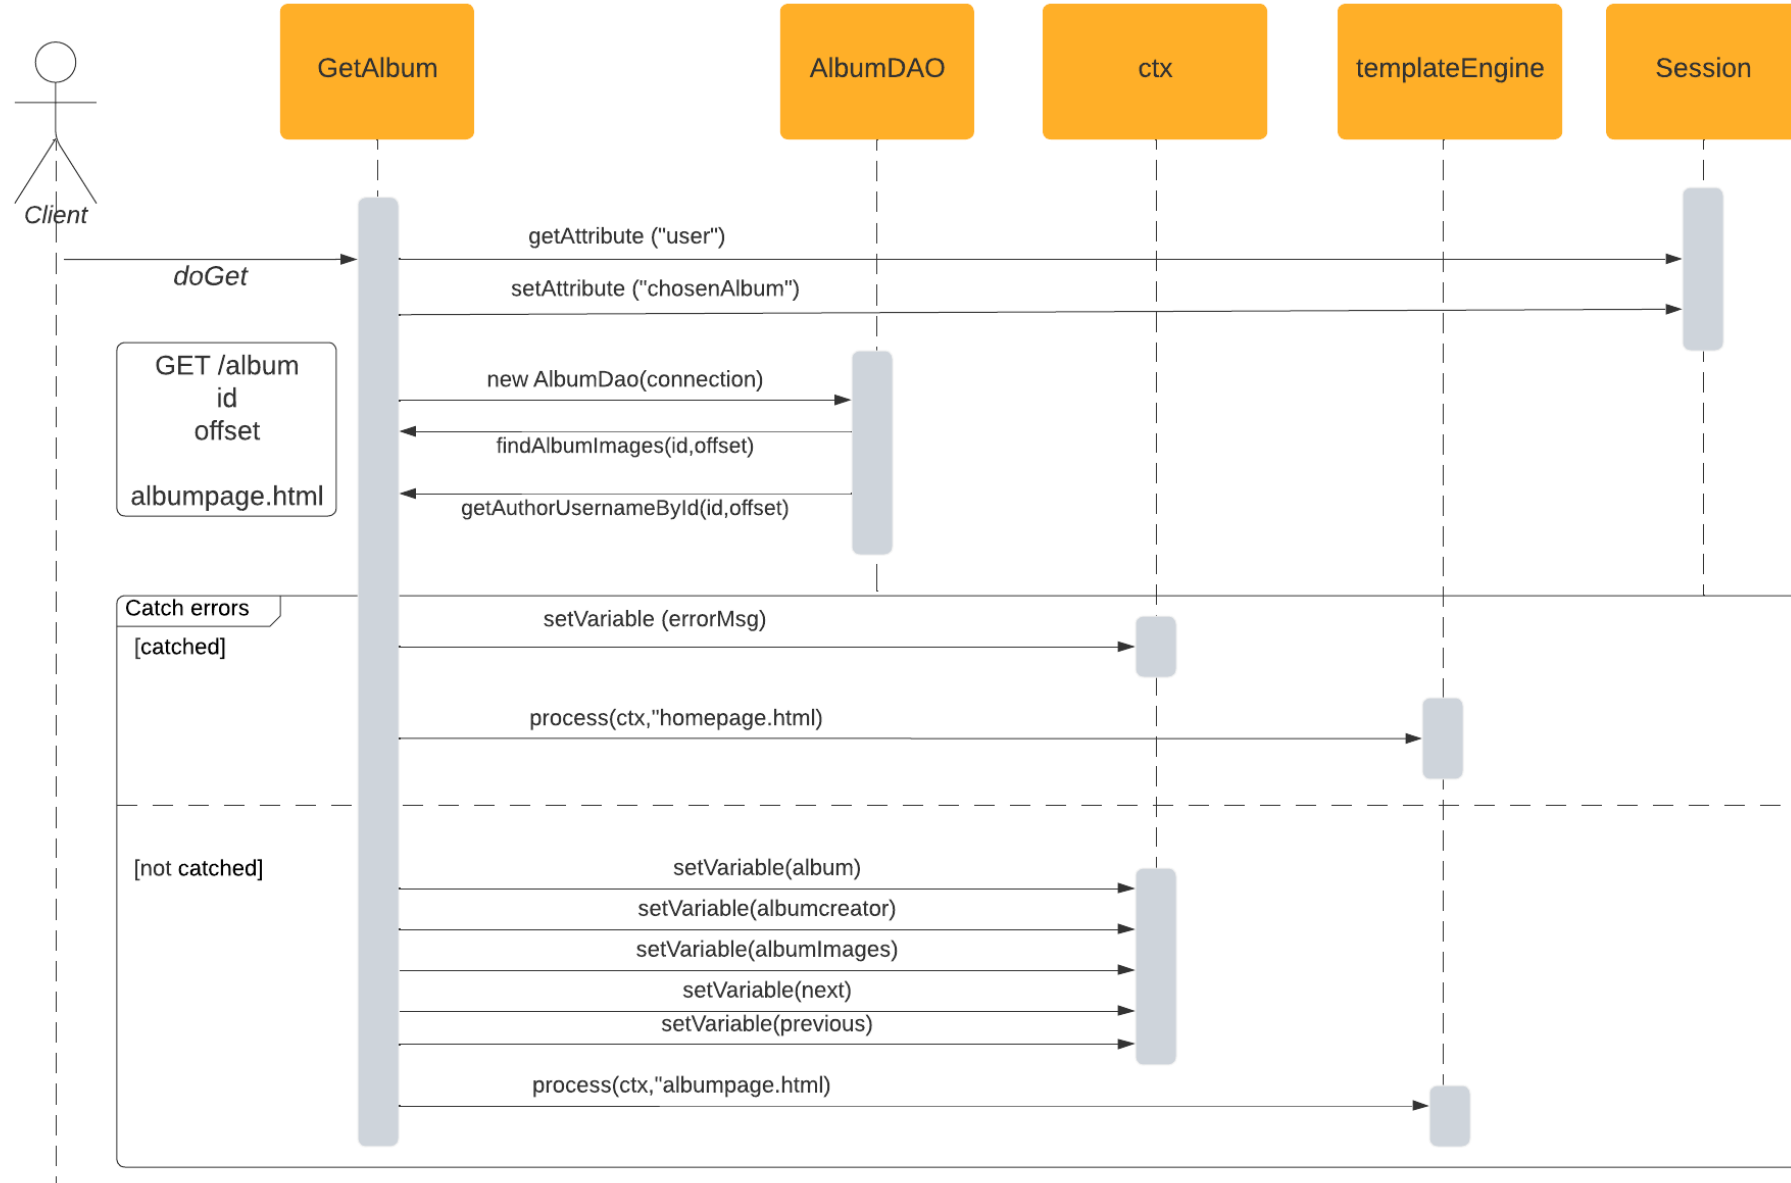 GetAlbum
AlbumDAO
ctx
templateEngine
Session
Client
doGet
getAttribute ("user")
setAttribute ("chosenAlbum")
GET /album
id
offset
albumpage.html
new AlbumDao(connection)
findAlbumImages(id,offset)
getAuthorUsernameById(id,offset)
Catch errors
[catched]
setVariable (errorMsg)
process(ctx,"homepage.html)
[not catched]
setVariable(album)
setVariable(albumcreator)
setVariable(albumImages)
setVariable(next)
setVariable(previous)
process(ctx,"albumpage.html)